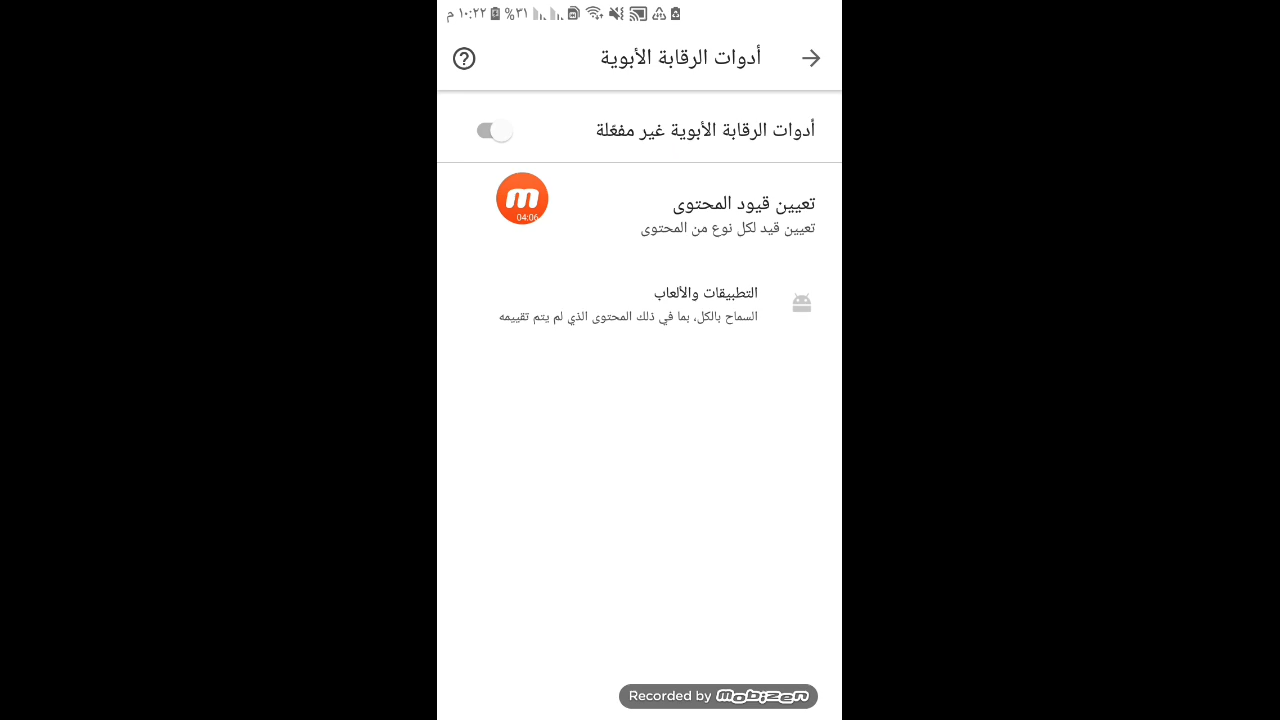 ١٠:٢٢ م %٣١
أدوات الرقابة الأبوية
أدوات الرقابة الأبوية غير مفعّلة
تعيين قيود المحتوى
تعيين قيد لكل نوع من المحتوى
m
04:06
التطبيقات والألعاب
السماح بالكل، بما في ذلك المحتوى الذي لم يتم تقييمه
Recorded by mobizen